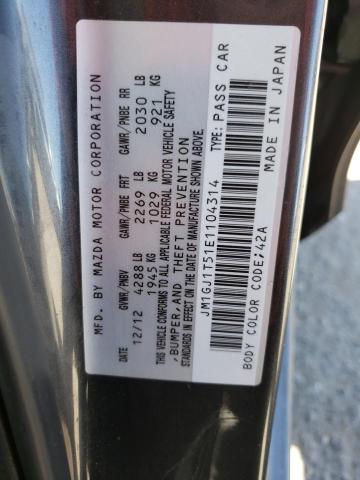 MFD. BY MAZDA MOTOR CORPORATION
DATE GVWR/PNBV GAWR/PNBE FRT GAWR/PNBE RR
12/12 4288 LB 2269 LB 2030 LB
1945 KG 1029 KG 921 KG
THIS VEHICLE CONFORMS TO ALL APPLICABLE FEDERAL MOTOR VEHICLE SAFETY
, BUMPER, AND THEFT PREVENTION
STANDARDS IN EFFECT ON THE DATE OF MANUFACTURE SHOWN ABOVE.
JM1GJ1T51E1104314 TYPE: PASS CAR
BODY COLOR CODE;42A MADE IN JAPAN